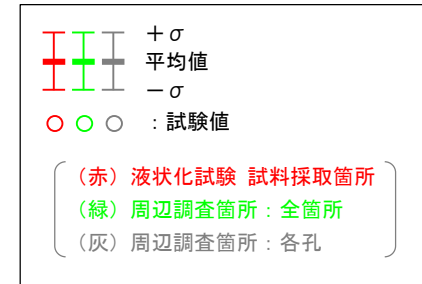 ＋σ
平均値
－σ
：試験値
（赤）液状化試験 試料採取箇所
（緑）周辺調査箇所：全箇所
（灰）周辺調査箇所：各孔